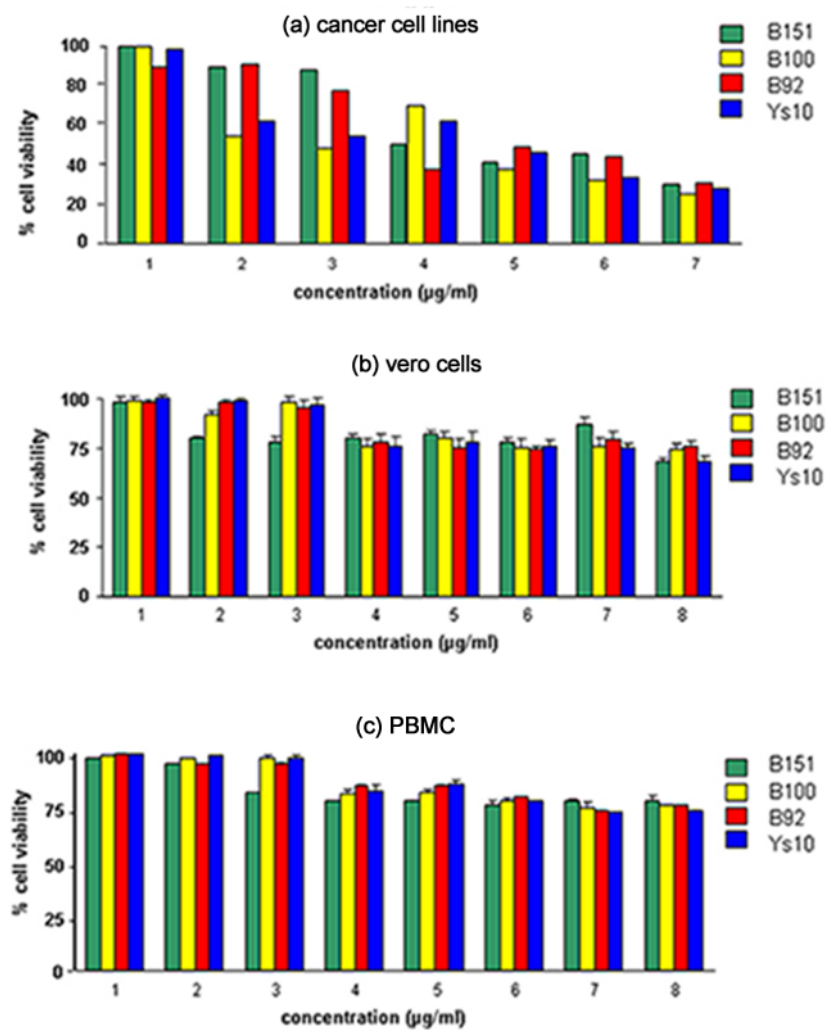 (a) cancer cell lines
B151
B100
B92
Ys10
100
80
60
40
20
0
% cell viability
1 2 3 4 5 6 7
concentration (µg/ml)
(b) vero cells
B151
B100
B92
Ys10
100
75
50
25
0
% cell viability
1 2 3 4 5 6 7 8
concentration (µg/ml)
(c) PBMC
B151
B100
B92
Ys10
100
75
50
25
0
% cell viability
1 2 3 4 5 6 7 8
concentration (µg/ml)